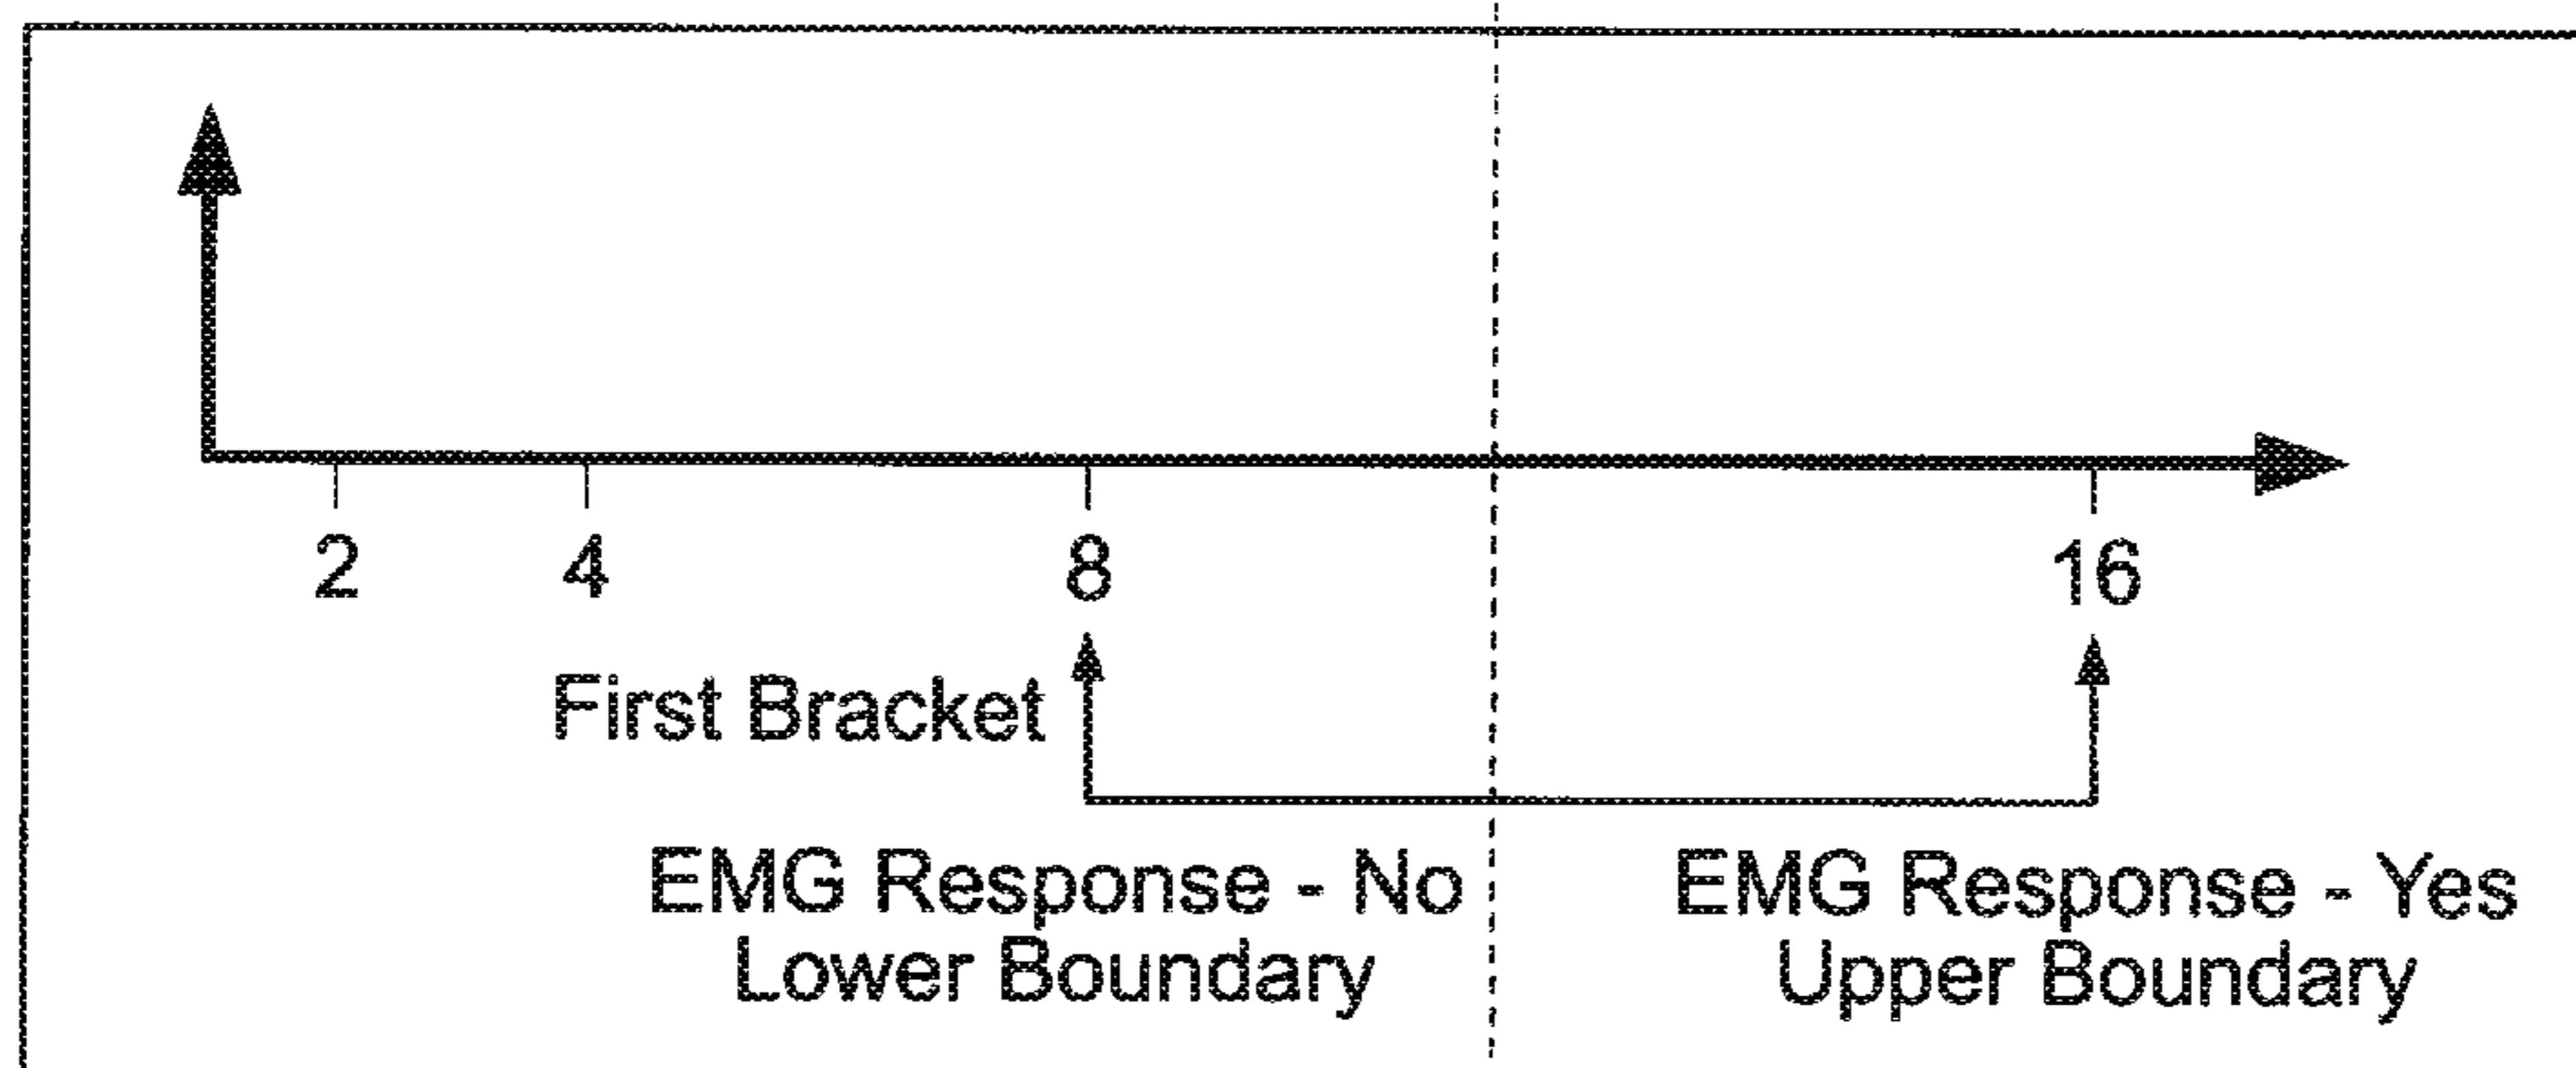 2 4 8 16
First Bracket
EMG Response - No EMG Response - Yes
Lower Boundary Upper Boundary